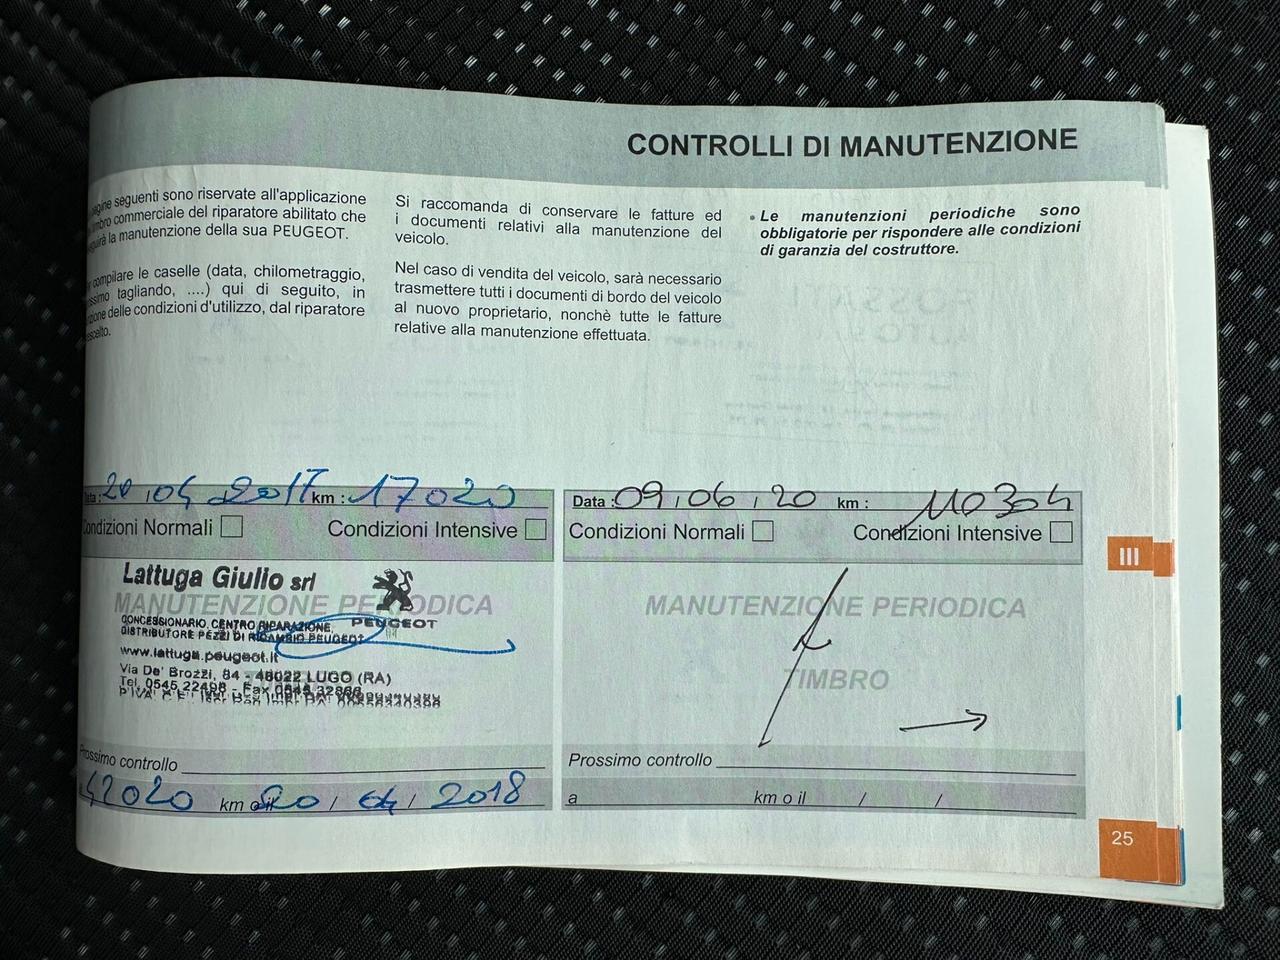 CONTROLLI DI MANUTENZIONE
seguenti sono riservate all'applicazione
commerciale del riparatore abilitato che
la manutenzione della sua PEUGEOT.
compilare le caselle (data, chilometraggio,
tagliando, ....) qui di seguito, in
delle condizioni d'utilizzo, dal riparatore
Si raccomanda di conservare le fatture ed
i documenti relativi alla manutenzione del
veicolo.
Nel caso di vendita del veicolo, sarà necessario
trasmettere tutti i documenti di bordo del veicolo
al nuovo proprietario, nonchè tutte le fatture
relative alla manutenzione effettuata.
• Le manutenzioni periodiche sono
obbligatorie per rispondere alle condizioni
di garanzia del costruttore.
Data : 20 / 04 2017 km : 17020
Condizioni Normali Condizioni Intensive
Lattuga Giulio srl
MANUTENZIONE PERIODICA
CONCESSIONARIO, CENTRO RIPARAZIONE, PEUGEOT
DISTRIBUTORE PEZZI DI RICAMBIO PEUGEOT
www.lattuga.peugeot.it
Via De' Brozzi, 84 - 48022 LUGO (RA)
Tel. 0545 22498 - Fax 0545 32866
Prossimo controllo
42020 km o il 20 / 04 / 2018
Data : 09 / 06 / 20 km : 110304
Condizioni Normali Condizioni Intensive
MANUTENZIONE PERIODICA
TIMBRO
Prossimo controllo
a km o il / /
III
25